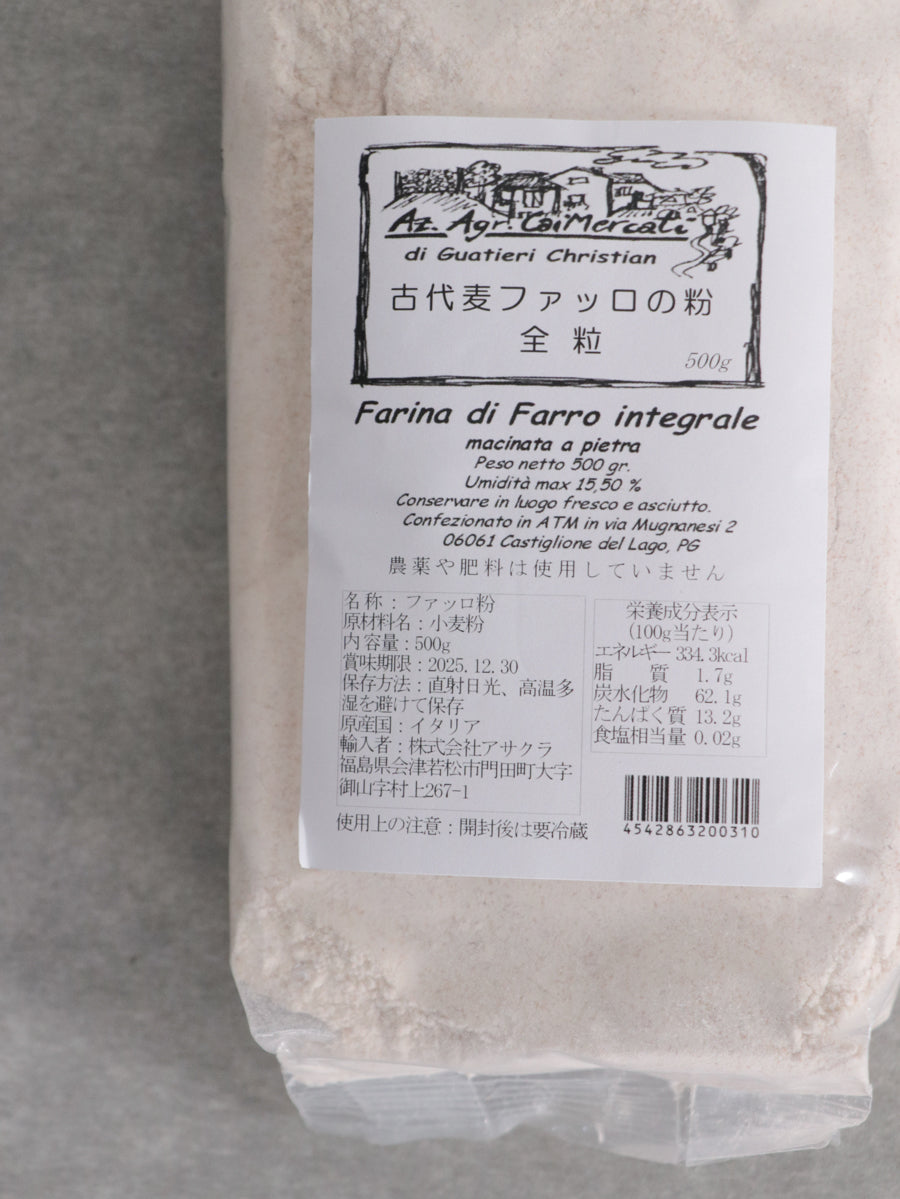 Az. Agr. CaiMercati
di Guatieri Christian
古代麦ファッロの粉
全粒
500g
Farina di Farro integrale
macinata a pietra
Peso netto 500 gr.
Umidità max 15,50 %
Conservare in luogo fresco e asciutto.
Confezionato in ATM in via Mugnanesi 2
06061 Castiglione del Lago, PG
農薬や肥料は使用していません
名称：ファッロ粉
原材料名：小麦粉
内容量：500g
賞味期限：2025.12.30
保存方法：直射日光、高温多
湿を避けて保存
原産国：イタリア
輸入者：株式会社アサクラ
福島県会津若松市門田町大字
御山字村上267-1
使用上の注意：開封後は要冷蔵
栄養成分表示
（100g当たり）
エネルギー 334.3kcal
脂　　質　1.7g
炭水化物　62.1g
たんぱく質 13.2g
食塩相当量 0.02g
4542863200310